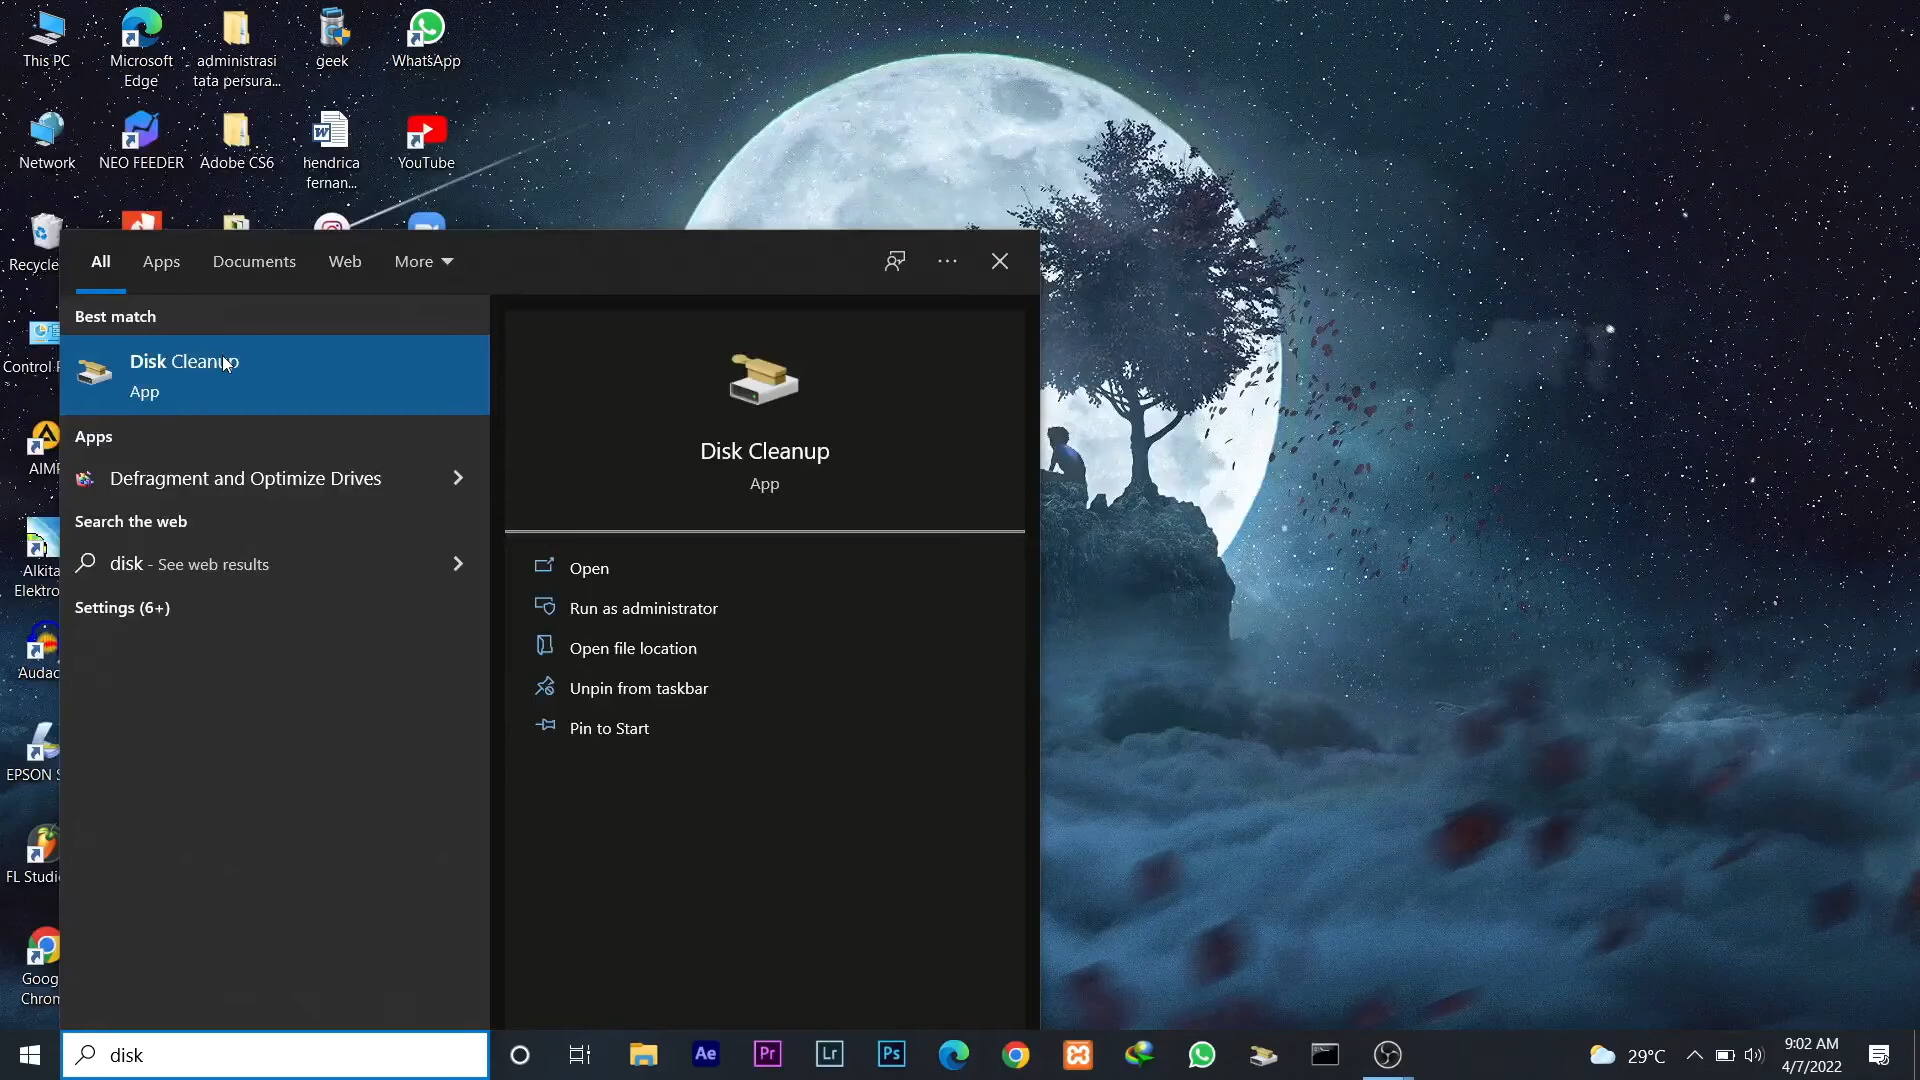 This PC
Microsoft
Edge
administrasi
tata persura...
geek
WhatsApp
Network
NEO FEEDER
Adobe CS6
hendrica
fernan...
YouTube
Recycle
All
Apps
Documents
Web
More
Best match
Disk Cleanup
App
Control
Apps
Defragment and Optimize Drives
Search the web
disk - See web results
Settings (6+)
AIMP
Alkita
Elektro
Audac
EPSON S
FL Studi
Goog
Chrom
Disk Cleanup
App
Open
Run as administrator
Open file location
Unpin from taskbar
Pin to Start
disk
Ae
Pr
Lr
Ps
29°C
9:02 AM
4/7/2022